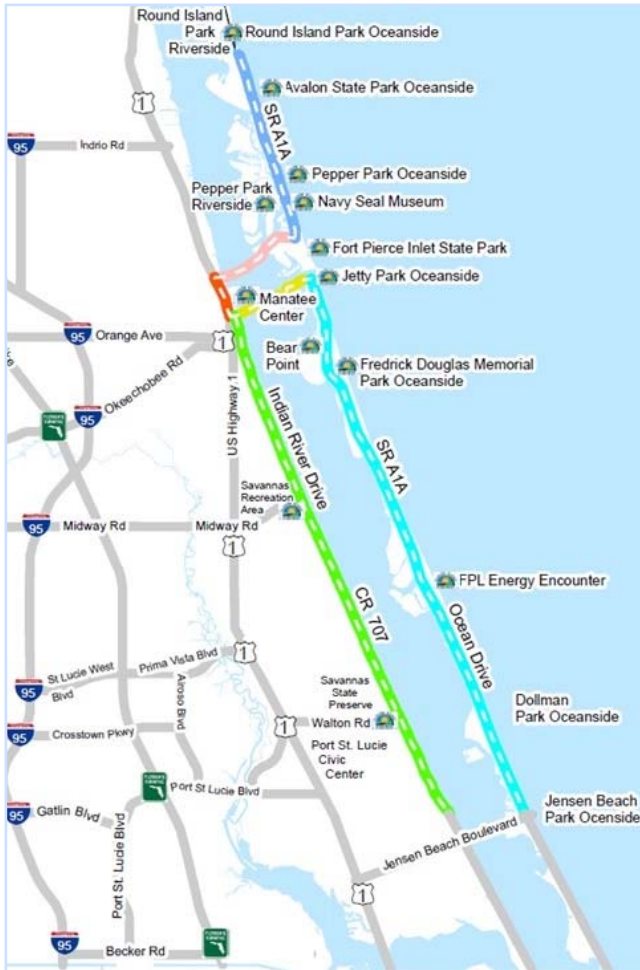 Round Island
Park
Riverside
Round Island Park Oceanside
Avalon State Park Oceanside
1
SR A1A
95
Indrio Rd
Pepper Park Oceanside
Pepper Park
Riverside
Navy Seal Museum
Fort Pierce Inlet State Park
Jetty Park Oceanside
Manatee
Center
95
Orange Ave
1
Bear
Point
Fredrick Douglas Memorial
Park Oceanside
Okeechobee Rd
95
US Highway 1
Indian River Drive
SR A1A
Savannas
Recreation
Area
95
Midway Rd
Midway Rd
1
FPL Energy Encounter
CR 707
Ocean Drive
St Lucie West
Blvd
Prima Vista Blvd
1
95
Airoso Blvd
Savannas
State
Preserve
Dollman
Park Oceanside
95
Crosstown Pkwy
1
Walton Rd
Port St. Lucie
Civic
Center
Port St Lucie Blvd
95
Gatlin Blvd
Port St. Lucie Blvd
Jensen Beach
Park Ocenside
Jensen Beach Boulevard
1
95
Becker Rd